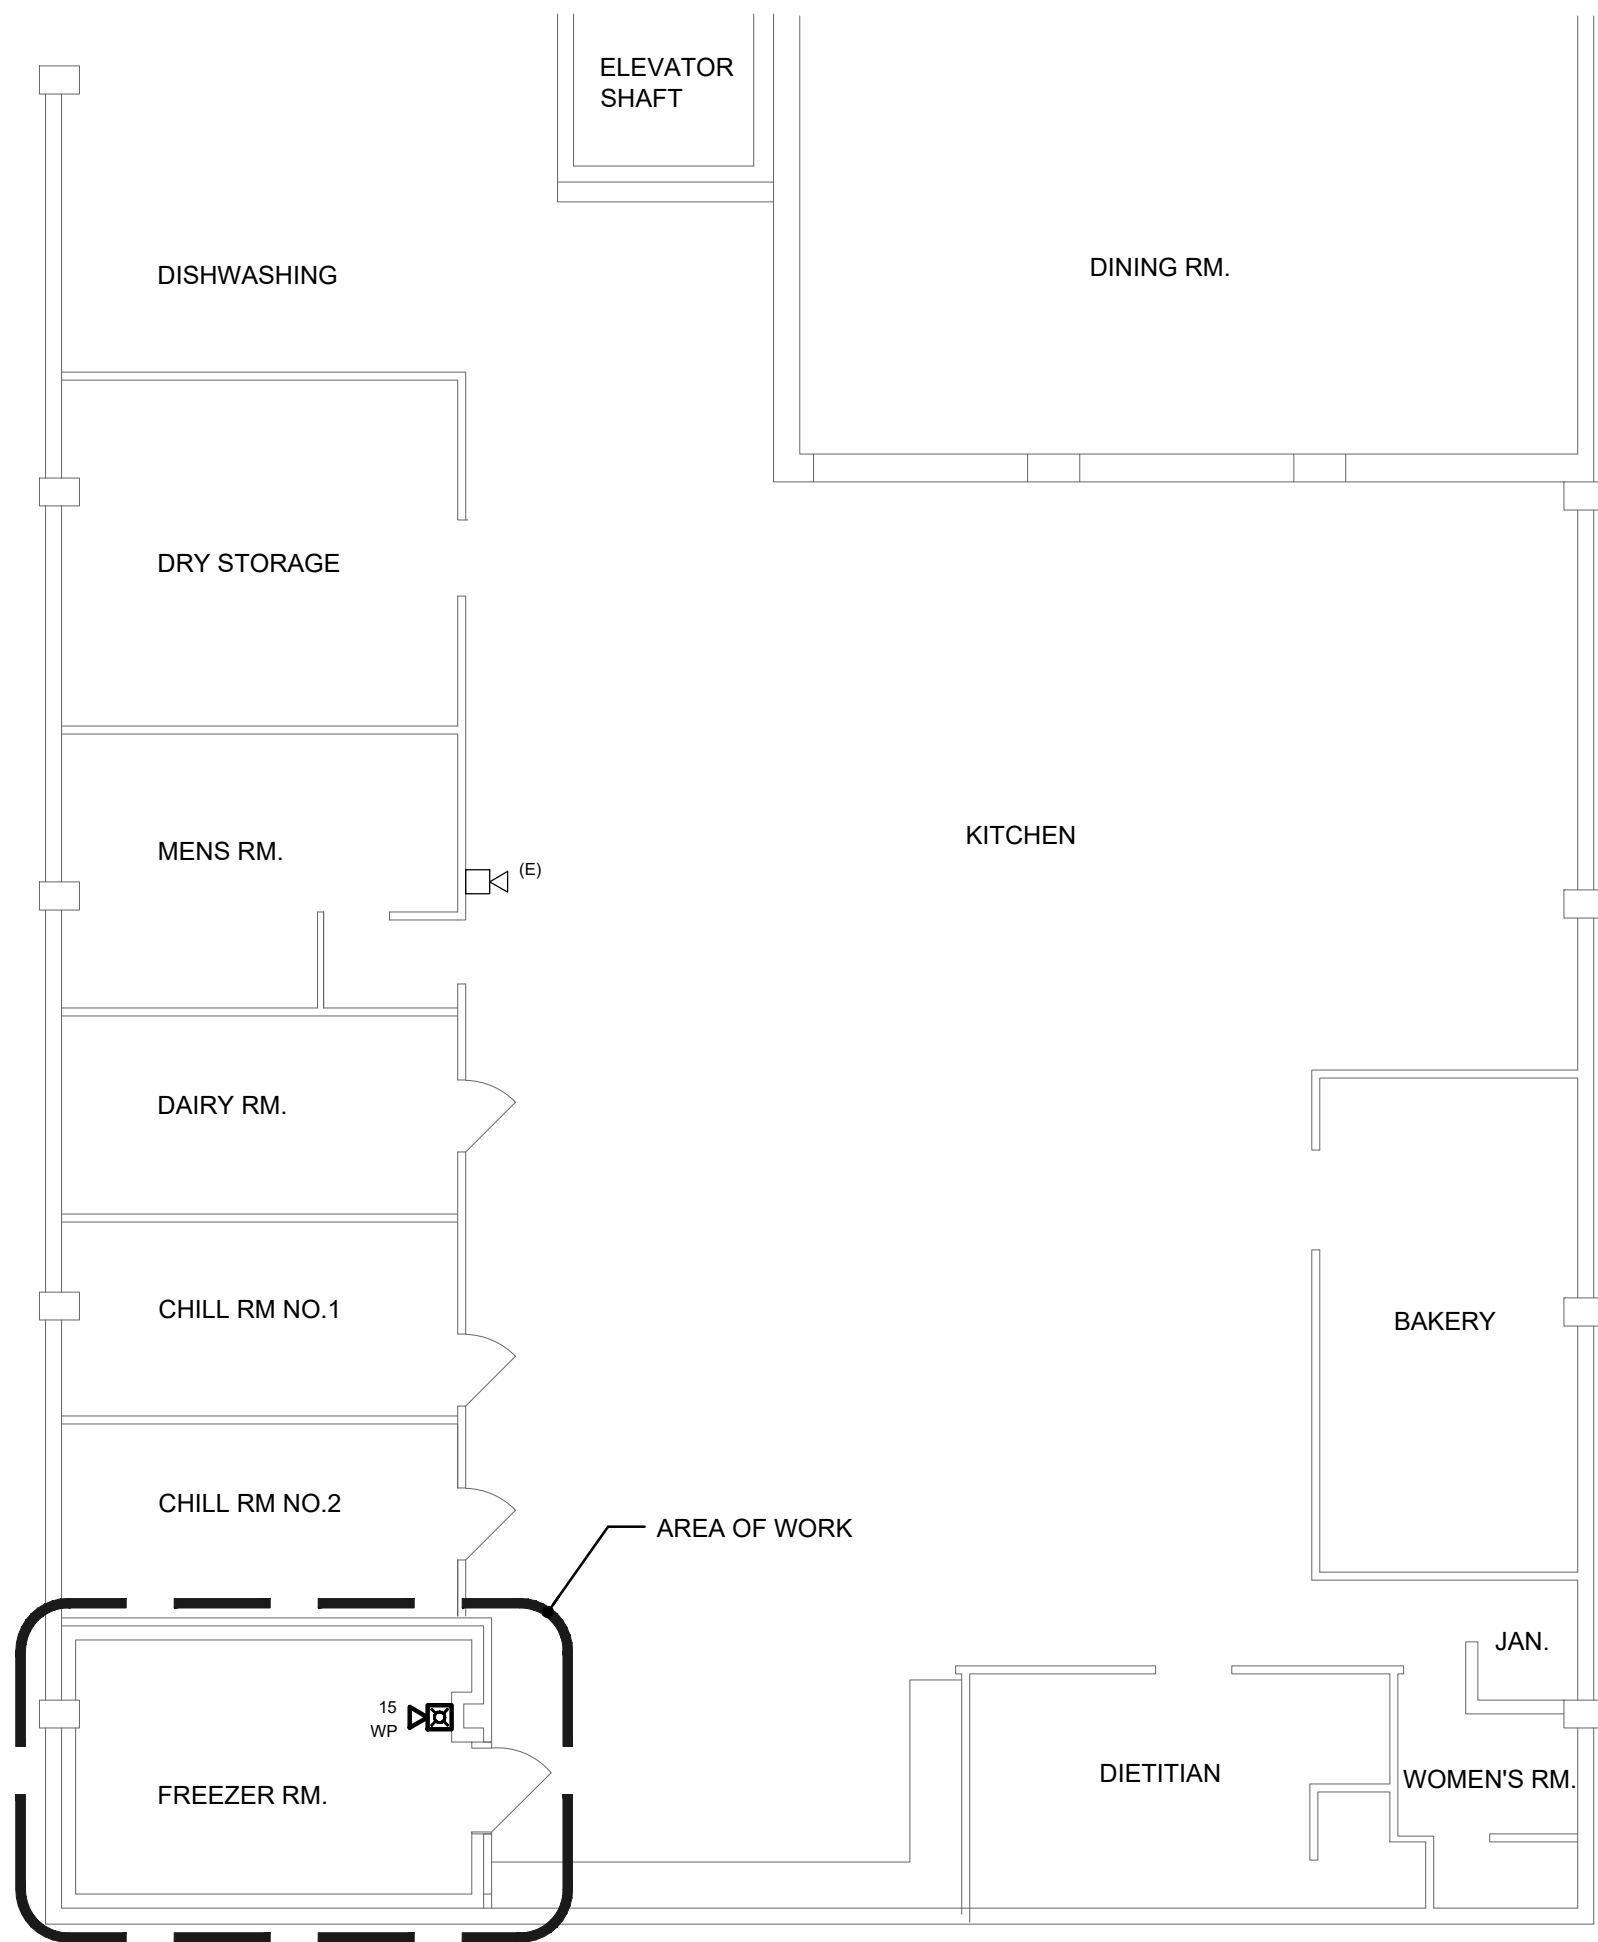 ELEVATOR
SHAFT
DINING RM.
DISHWASHING
DRY STORAGE
KITCHEN
MENS RM.
(E)
DAIRY RM.
CHILL RM NO.1
BAKERY
CHILL RM NO.2
AREA OF WORK
JAN.
15
WP
DIETITIAN
WOMEN'S RM.
FREEZER RM.